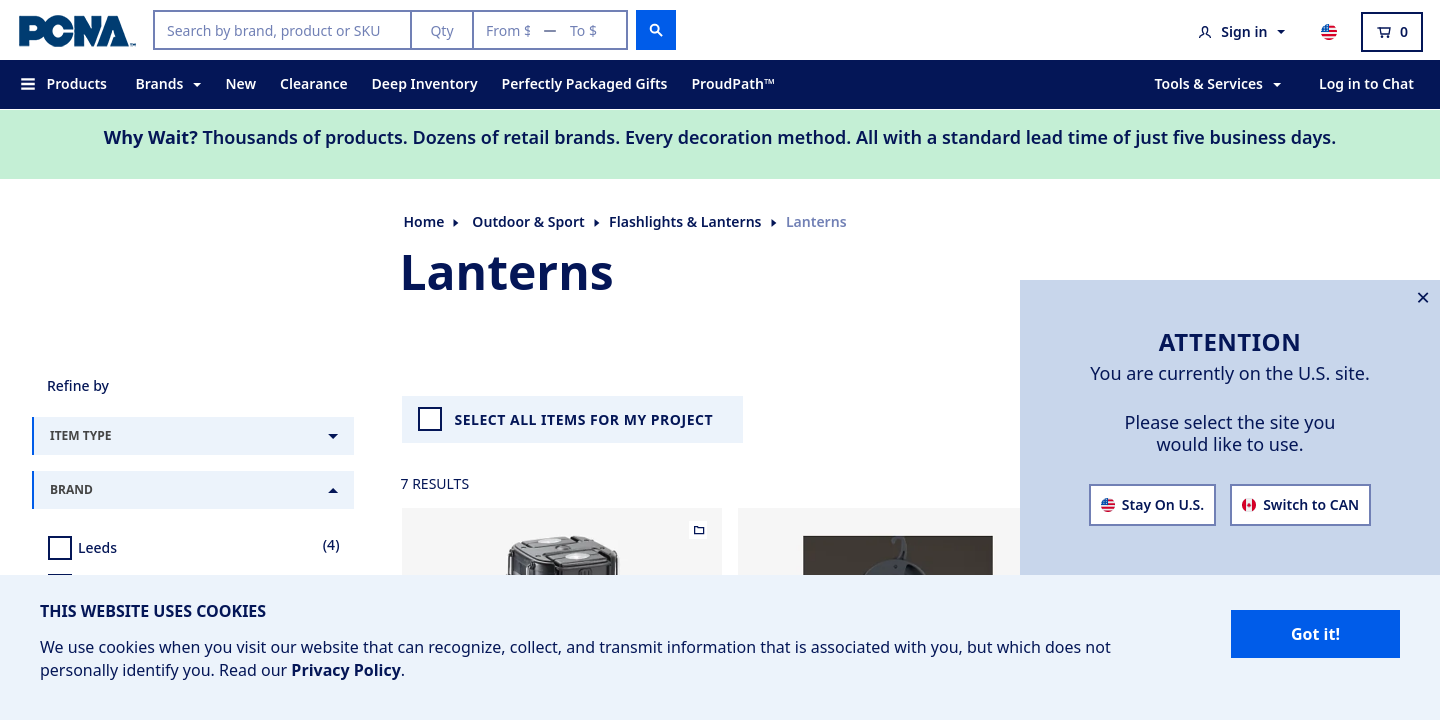 PCNA™
Search by brand, product or SKU
Qty
From $ — To $
Sign in
0
Products
Brands
New
Clearance
Deep Inventory
Perfectly Packaged Gifts
ProudPath™
Tools & Services
Log in to Chat
Why Wait? Thousands of products. Dozens of retail brands. Every decoration method. All with a standard lead time of just five business days.
Home
Outdoor & Sport
Flashlights & Lanterns
Lanterns
Lanterns
Refine by
ITEM TYPE
BRAND
Leeds (4)
SELECT ALL ITEMS FOR MY PROJECT
7 RESULTS
ATTENTION
You are currently on the U.S. site.
Please select the site you
would like to use.
Stay On U.S.
Switch to CAN
THIS WEBSITE USES COOKIES
We use cookies when you visit our website that can recognize, collect, and transmit information that is associated with you, but which does not
personally identify you. Read our Privacy Policy.
Got it!